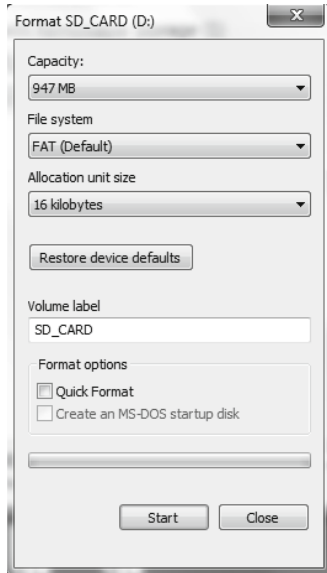 Format SD_CARD (D:)
Capacity:
947 MB
File system
FAT (Default)
Allocation unit size
16 kilobytes
Restore device defaults
Volume label
SD_CARD
Format options
Quick Format
Create an MS-DOS startup disk
Start Close